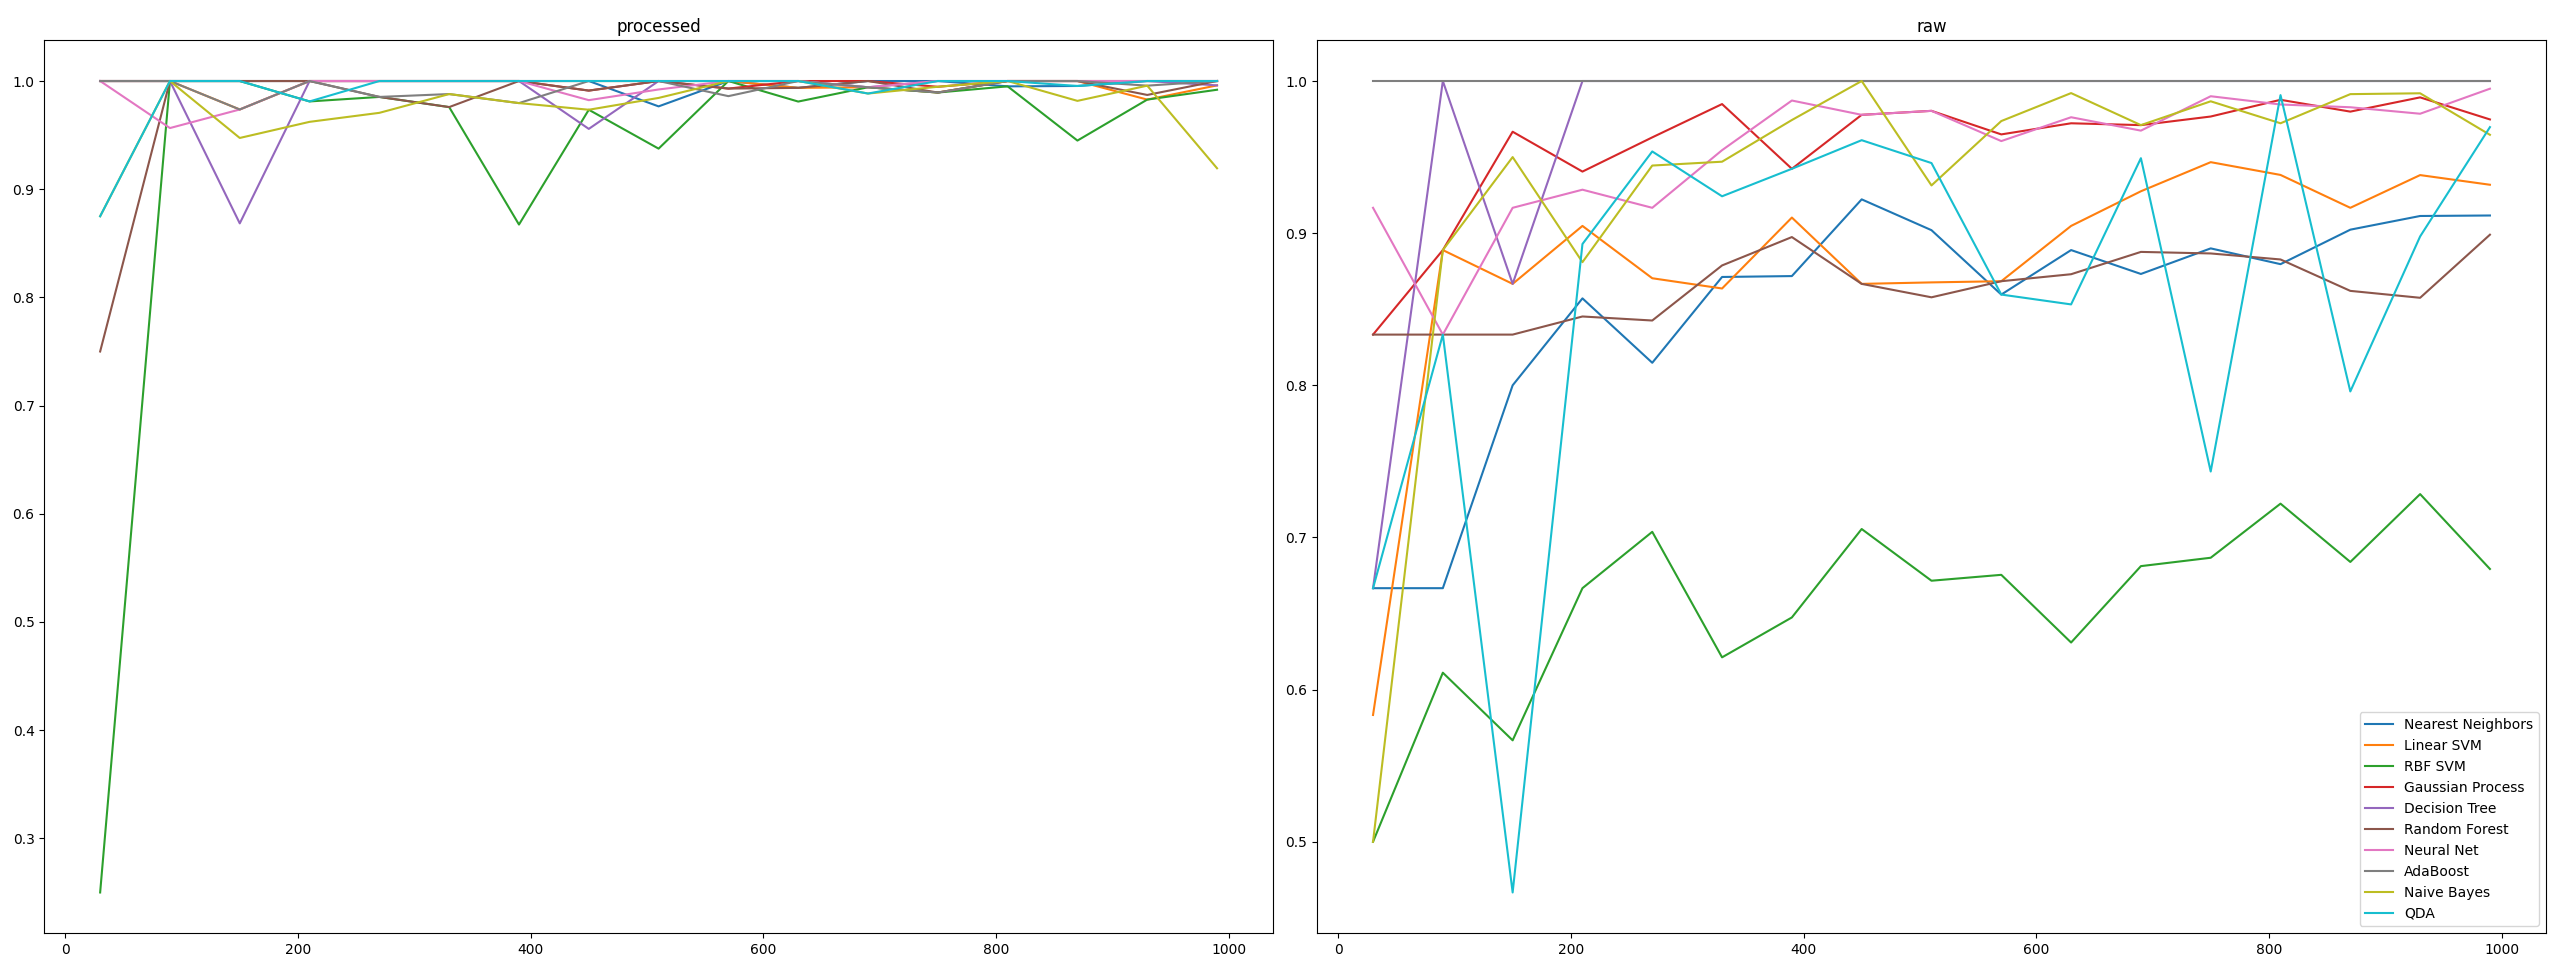 processed
1.0
0.9
0.8
0.7
0.6
0.5
0.4
0.3
0
200
400
600
800
1000
raw
1.0
0.9
0.8
0.7
0.6
0.5
0
200
400
600
800
1000
Nearest Neighbors
Linear SVM
RBF SVM
Gaussian Process
Decision Tree
Random Forest
Neural Net
AdaBoost
Naive Bayes
QDA